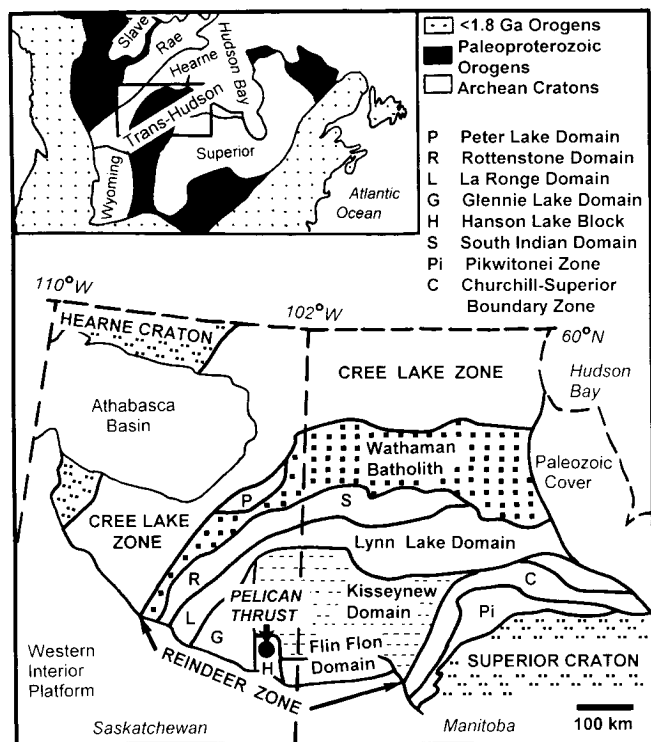 Slave
Rae
Hearne
Hudson Bay
Trans-Hudson
Superior
Wyoming
Atlantic
Ocean
<1.8 Ga Orogens
Paleoproterozoic
Orogens
Archean Cratons
P Peter Lake Domain
R Rottenstone Domain
L La Ronge Domain
G Glennie Lake Domain
H Hanson Lake Block
S South Indian Domain
Pi Pikwitonei Zone
C Churchill-Superior
Boundary Zone
110°W
102°W
60°N
HEARNE CRATON
CREE LAKE ZONE
Hudson
Bay
Athabasca
Basin
Wathaman
Batholith
Paleozoic
Cover
P
S
CREE LAKE
ZONE
Lynn Lake Domain
R
C
PELICAN
THRUST
Kisseynew
Domain
Pi
L
G
H
Flin Flon
Domain
Western
Interior
Platform
REINDEER ZONE
SUPERIOR CRATON
Saskatchewan
Manitoba
100 km